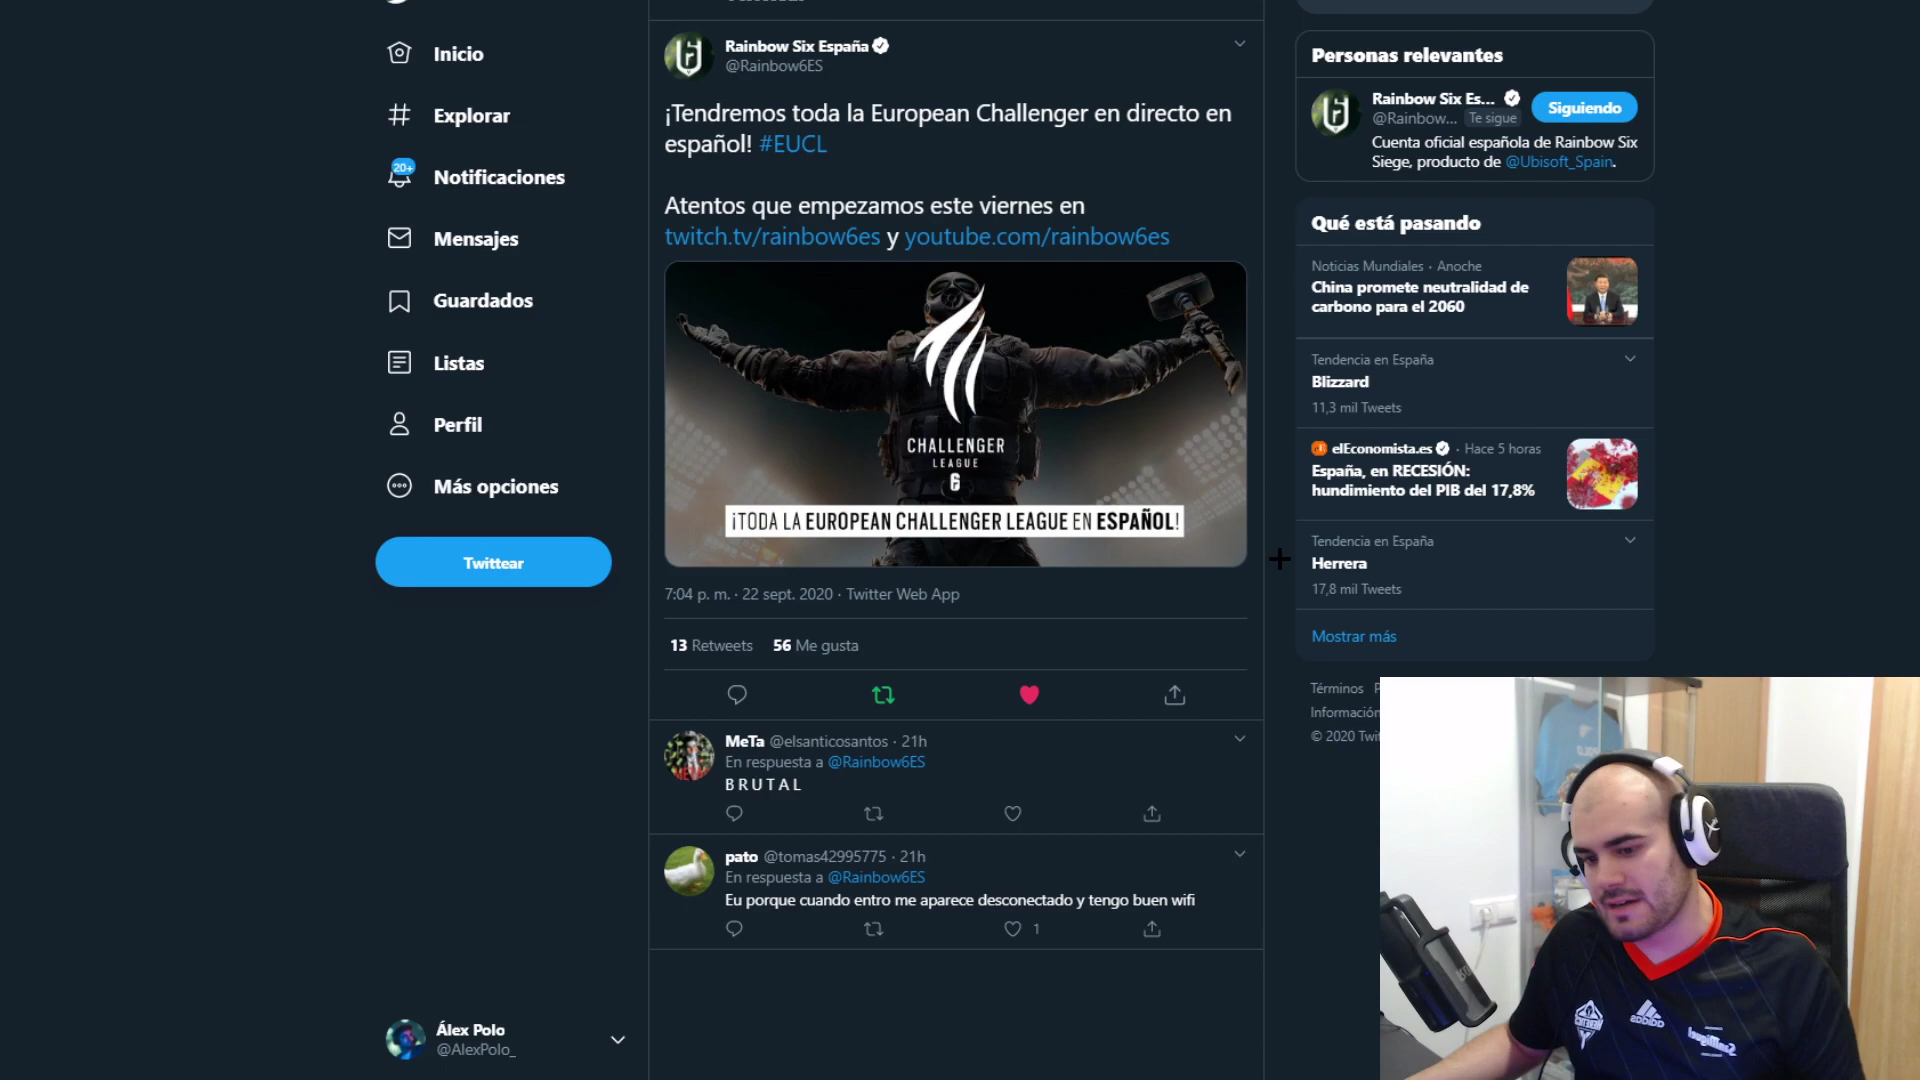 Inicio
Explorar
20+
Notificaciones
Mensajes
Guardados
Listas
Perfil
Más opciones
Twittear
Álex Polo
@AlexPolo_
Rainbow Six España
@Rainbow6ES
¡Tendremos toda la European Challenger en directo en
español! #EUCL
Atentos que empezamos este viernes en
twitch.tv/rainbow6es y youtube.com/rainbow6es
CHALLENGER
LEAGUE
6
¡TODA LA EUROPEAN CHALLENGER LEAGUE EN ESPAÑOL!
7:04 p. m. · 22 sept. 2020 · Twitter Web App
13 Retweets 56 Me gusta
MeTa @elsanticosantos · 21h
En respuesta a @Rainbow6ES
B R U T A L
pato @tomas42995775 · 21h
En respuesta a @Rainbow6ES
Eu porque cuando entro me aparece desconectado y tengo buen wifi
1
Personas relevantes
Rainbow Six Es...
@Rainbow... Te sigue
Siguiendo
Cuenta oficial española de Rainbow Six
Siege, producto de @Ubisoft_Spain.
Qué está pasando
Noticias Mundiales · Anoche
China promete neutralidad de
carbono para el 2060
Tendencia en España
Blizzard
11,3 mil Tweets
elEconomista.es · Hace 5 horas
España, en RECESIÓN:
hundimiento del PIB del 17,8%
Tendencia en España
Herrera
17,8 mil Tweets
Mostrar más
Términos
Información
© 2020 Twi
adidas